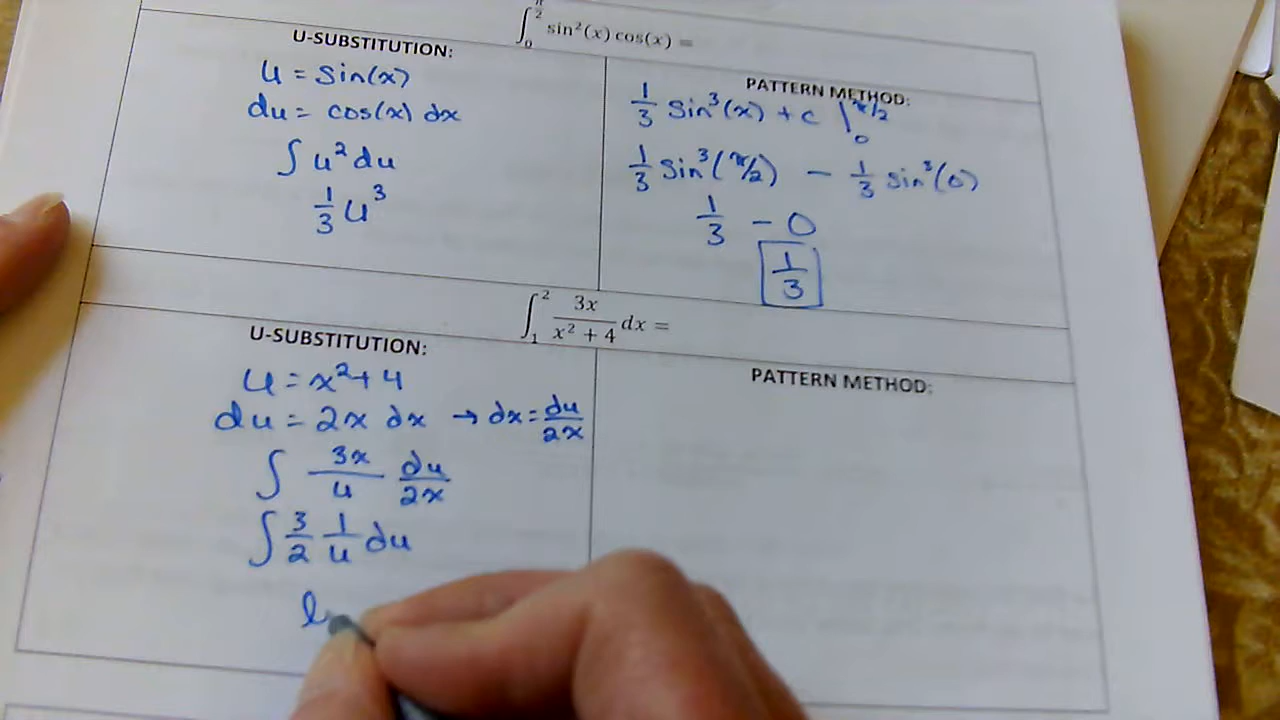 ∫₀^(π/2) sin²(x) cos(x) =
U-SUBSTITUTION:
u = sin(x)
du = cos(x) dx
∫ u² du
1/3 u³
PATTERN METHOD:
1/3 sin³(x) + c |₀^(π/2)
1/3 sin³(π/2) − 1/3 sin³(0)
1/3 − 0
1/3
∫₁² 3x/(x² + 4) dx =
U-SUBSTITUTION:
u = x² + 4
du = 2x dx → dx = du/2x
∫ 3x/u du/2x
∫ 3/2 1/u du
PATTERN METHOD: